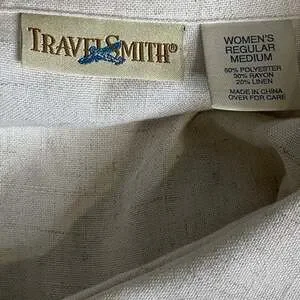 TRAVELSMITH®
WOMEN'S
REGULAR
MEDIUM
50% POLYESTER
30% RAYON
20% LINEN
MADE IN CHINA
OVER FOR CARE